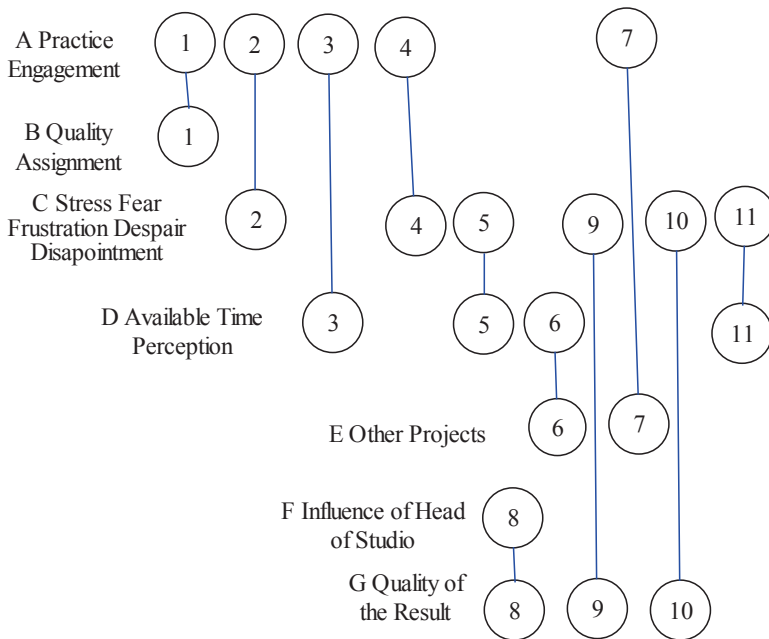 A Practice
Engagement
1 2 3 4 7
B Quality
Assignment
1
C Stress Fear
Frustration Despair
Disapointment
2 4 5 9 10 11
D Available Time
Perception
3 5 6 11
E Other Projects
6 7
F Influence of Head
of Studio
8
G Quality of
the Result
8 9 10